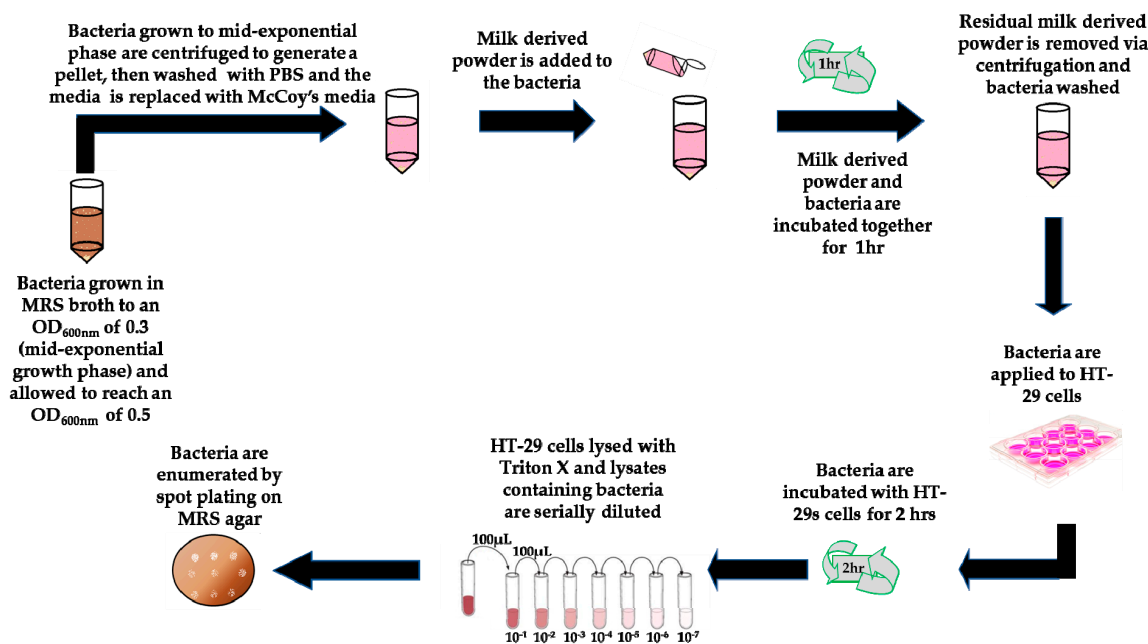 Bacteria grown to mid-exponential
phase are centrifuged to generate a
pellet, then washed with PBS and the
media is replaced with McCoy's media
Milk derived
powder is added to
the bacteria
1hr
Residual milk derived
powder is removed via
centrifugation and
bacteria washed
Milk derived
powder and
bacteria are
incubated together
for 1hr
Bacteria grown in
MRS broth to an
OD600nm of 0.3
(mid-exponential
growth phase) and
allowed to reach an
OD600nm of 0.5
Bacteria are
applied to HT-
29 cells
Bacteria are
incubated with HT-
29s cells for 2 hrs
2hr
HT-29 cells lysed with
Triton X and lysates
containing bacteria
are serially diluted
100μL
100μL
10-1 10-2 10-3 10-4 10-5 10-6 10-7
Bacteria are
enumerated by
spot plating on
MRS agar